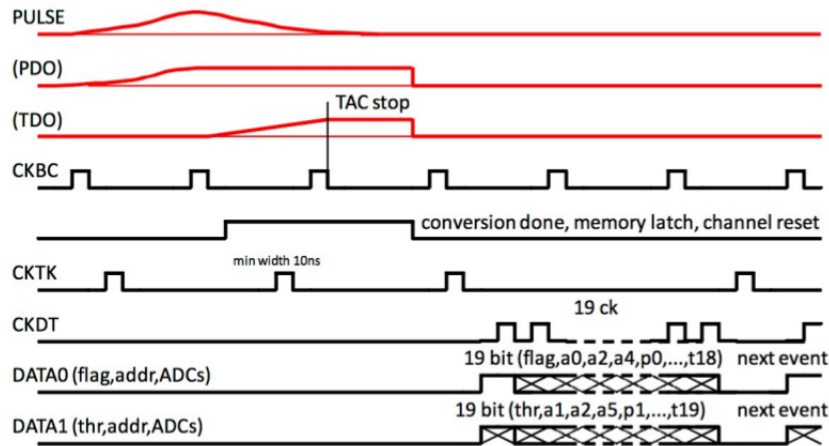 PULSE
(PDO)
TAC stop
(TDO)
CKBC
conversion done, memory latch, channel reset
min width 10ns
CKTK
19 ck
CKDT
19 bit (flag,a0,a2,a4,p0,...,t18) next event
DATA0 (flag,addr,ADCs)
19 bit (thr,a1,a2,a5,p1,...,t19) next event
DATA1 (thr,addr,ADCs)